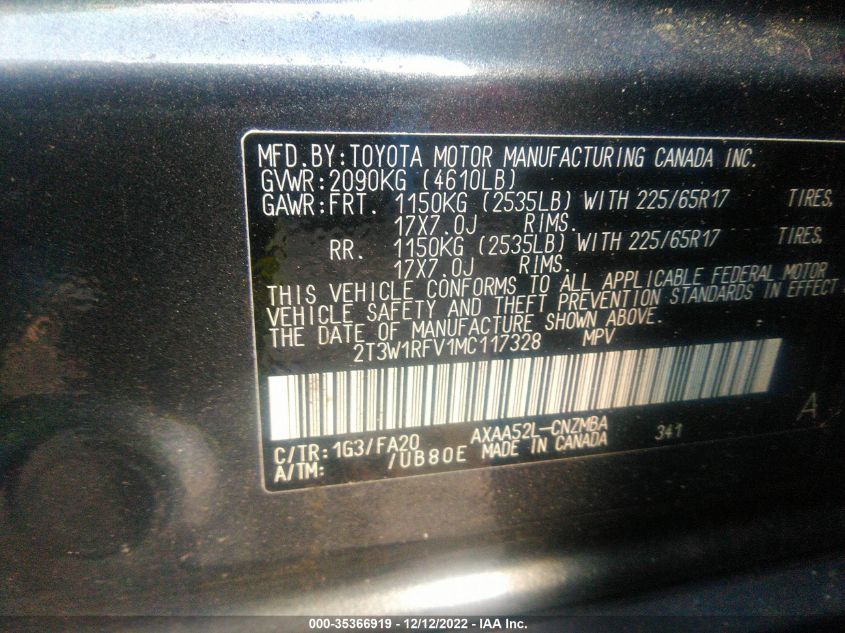 MFD.BY:TOYOTA MOTOR MANUFACTURING CANADA INC.
GVWR:2090KG (4610LB)
GAWR:FRT. 1150KG (2535LB) WITH 225/65R17 TIRES,
17X7.0J RIMS.
RR. 1150KG (2535LB) WITH 225/65R17 TIRES,
17X7.0J RIMS.
THIS VEHICLE CONFORMS TO ALL APPLICABLE FEDERAL MOTOR
VEHICLE SAFETY AND THEFT PREVENTION STANDARDS IN EFFECT ON
THE DATE OF MANUFACTURE SHOWN ABOVE.
2T3W1RFV1MC117328 MPV
C/TR:1G3/FA20 AXAA52L-CNZMBA 341 A
A/TM: /UB80E MADE IN CANADA
000-35366919 - 12/12/2022 - IAA Inc.